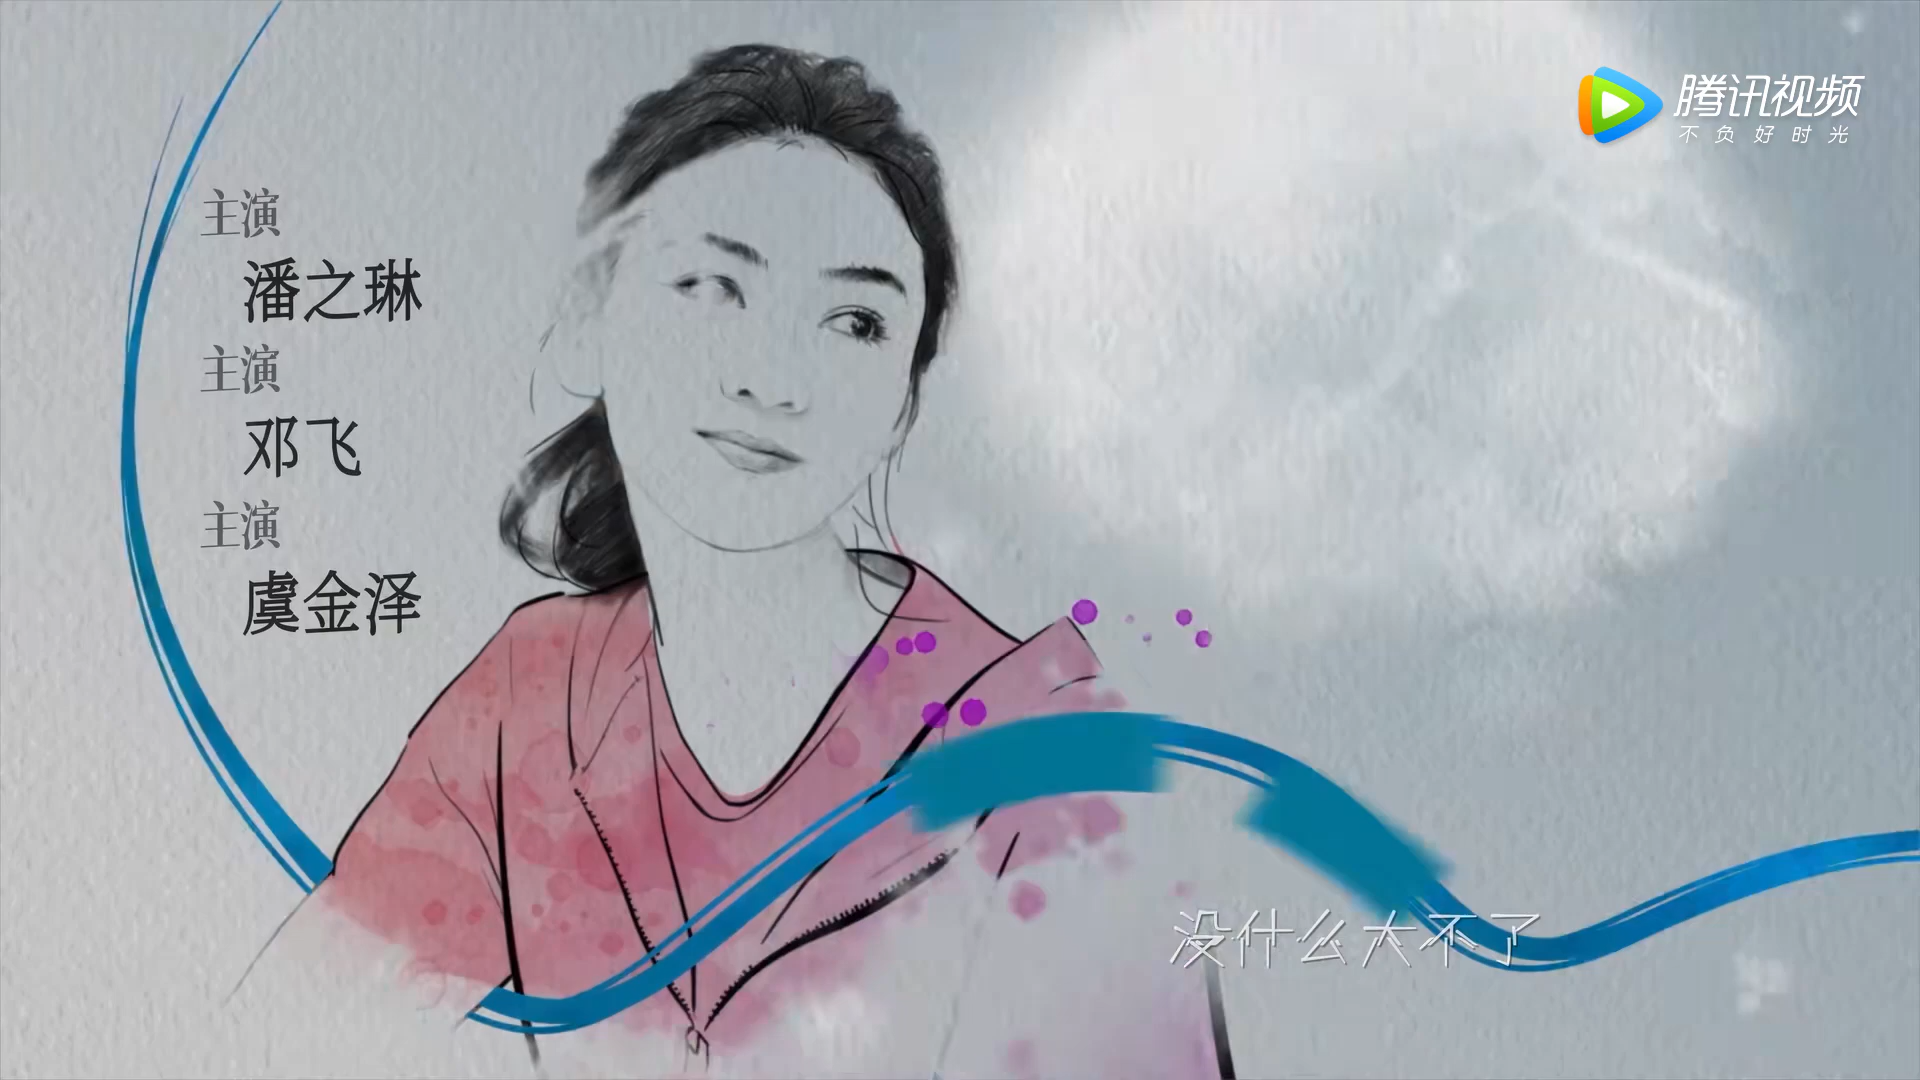 腾讯视频
不负好时光
主演
潘之琳
主演
邓飞
主演
虞金泽
没什么大不了